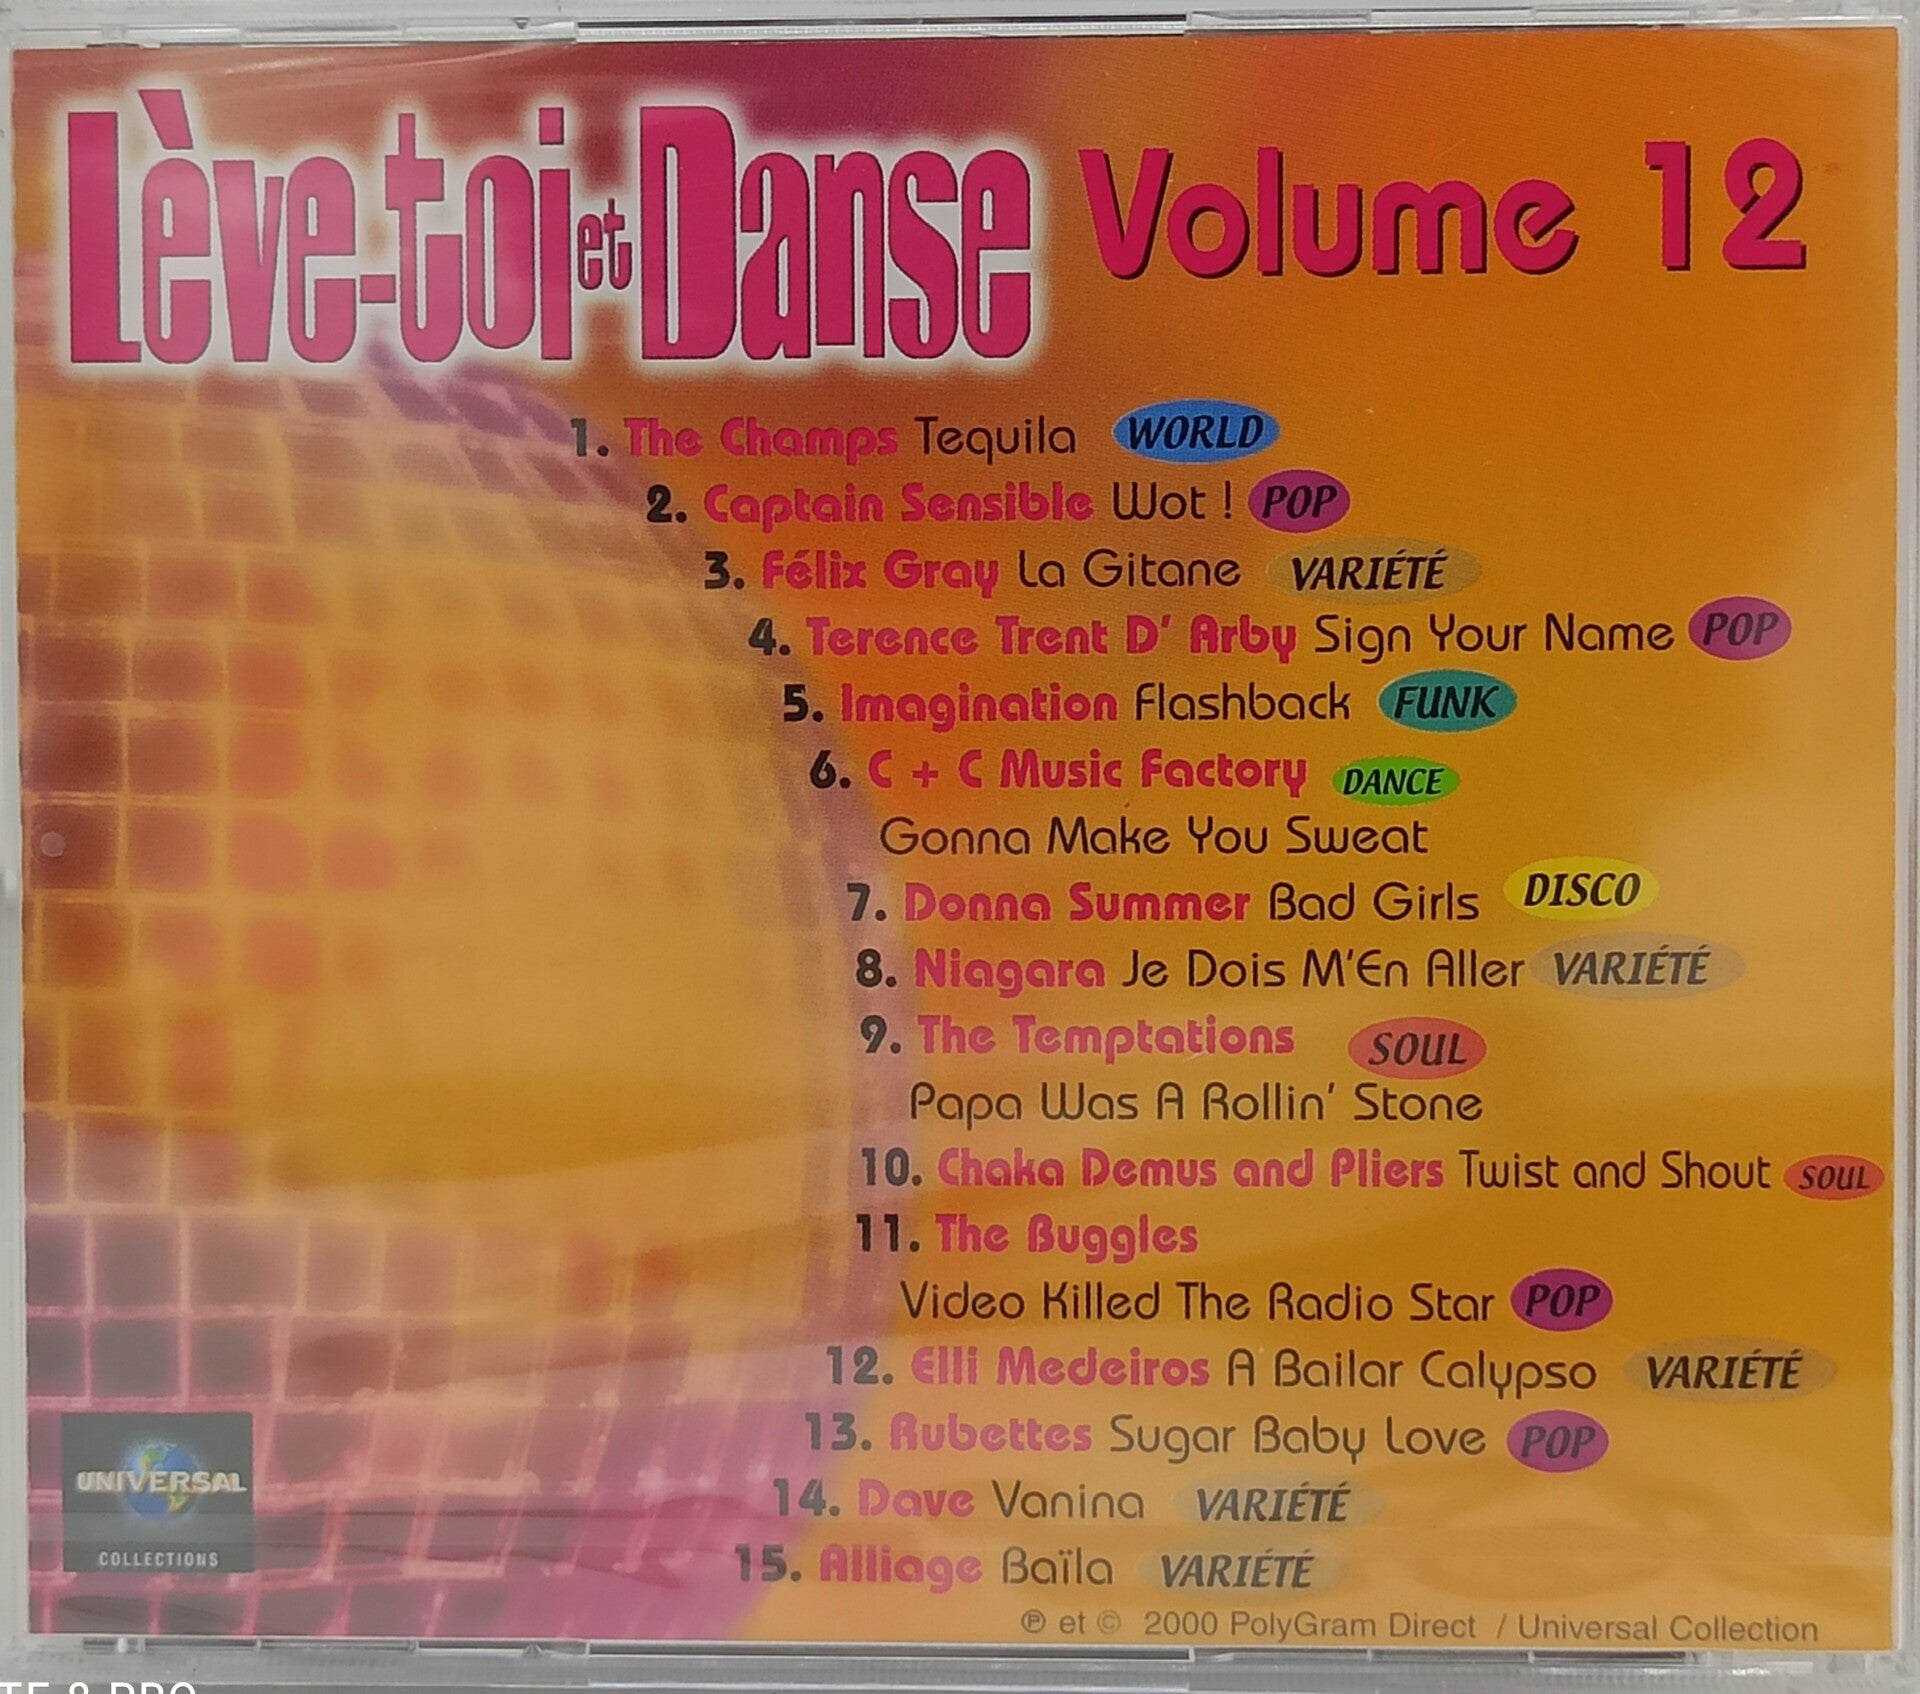 Lève-toi et Danse Volume 12
1. The Champs Tequila WORLD
2. Captain Sensible Wot ! POP
3. Félix Gray La Gitane VARIÉTÉ
4. Terence Trent D' Arby Sign Your Name POP
5. Imagination Flashback FUNK
6. C + C Music Factory DANCE
Gonna Make You Sweat
7. Donna Summer Bad Girls DISCO
8. Niagara Je Dois M'En Aller VARIÉTÉ
9. The Temptations SOUL
Papa Was A Rollin' Stone
10. Chaka Demus and Pliers Twist and Shout SOUL
11. The Buggles
Video Killed The Radio Star POP
12. Elli Medeiros A Bailar Calypso VARIÉTÉ
13. Rubettes Sugar Baby Love POP
14. Dave Vanina VARIÉTÉ
15. Alliage Baïla VARIÉTÉ
UNIVERSAL
COLLECTIONS
℗ et © 2000 PolyGram Direct / Universal Collection